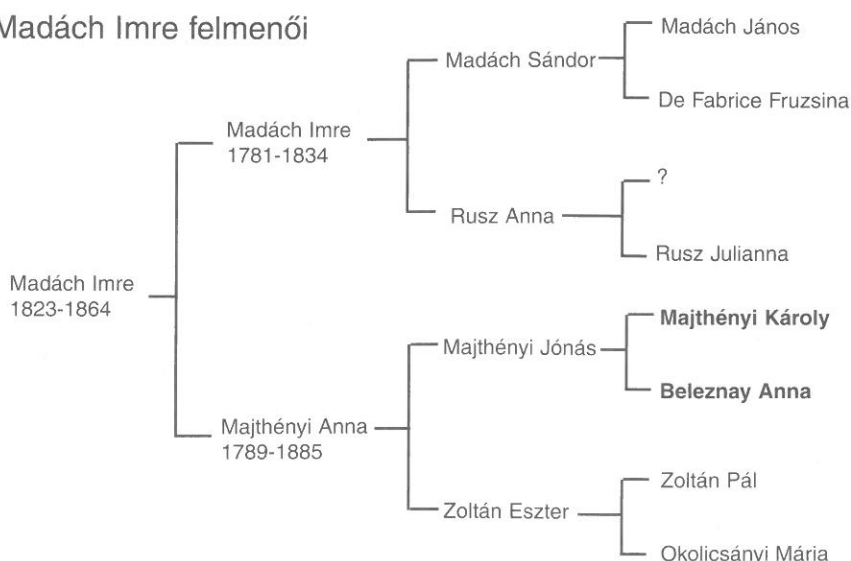 Madách Imre felmenői
Madách János
Madách Sándor
De Fabrice Fruzsina
Madách Imre
1781-1834
?
Rusz Anna
Rusz Julianna
Madách Imre
1823-1864
Majthényi Károly
Majthényi Jónás
Beleznay Anna
Majthényi Anna
1789-1885
Zoltán Pál
Zoltán Eszter
Okolicsányi Mária